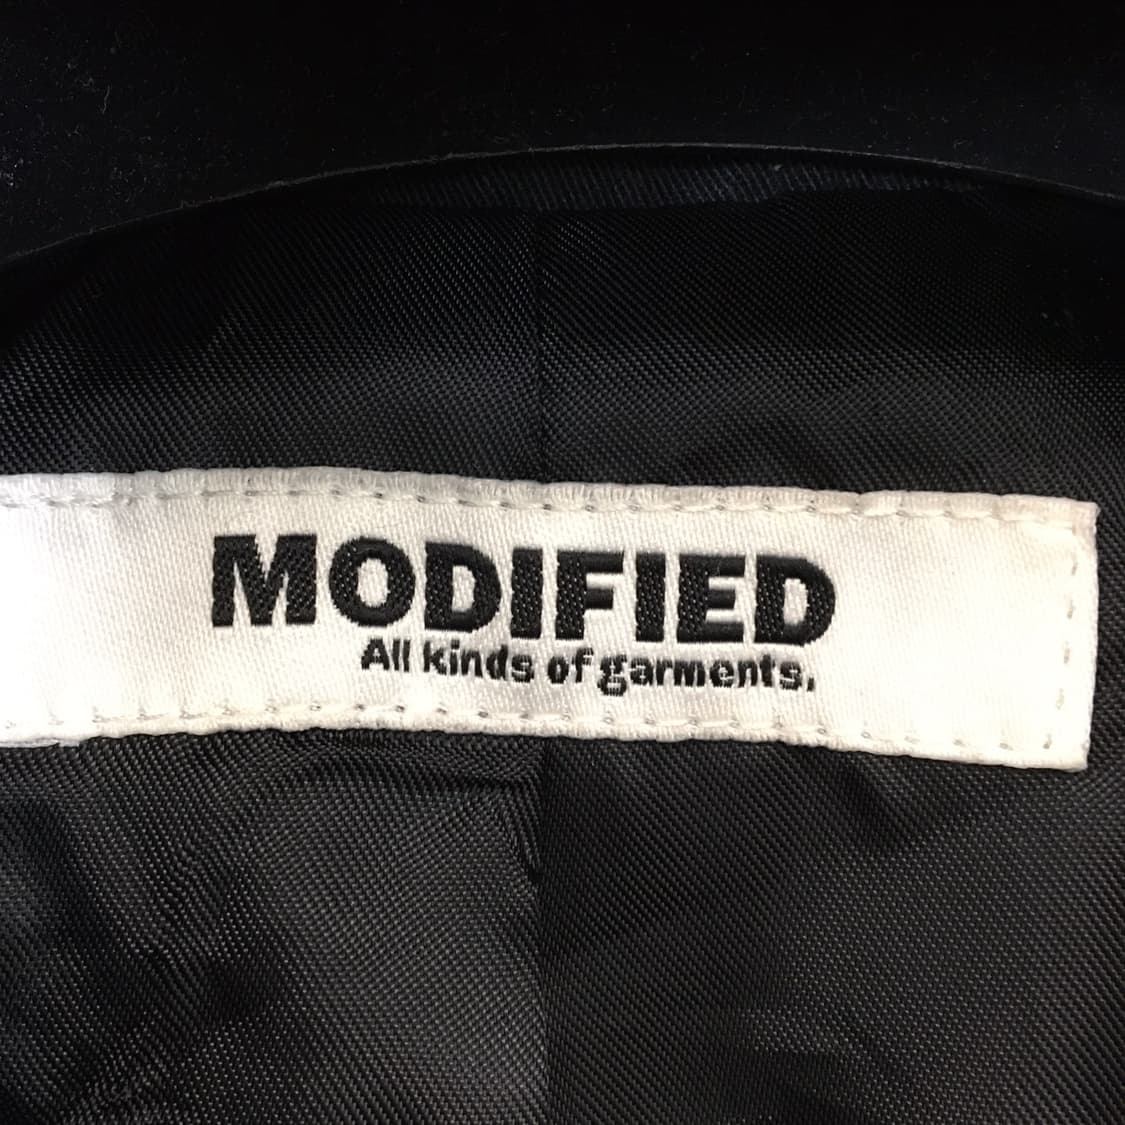 MODIFIED
All kinds of garments.